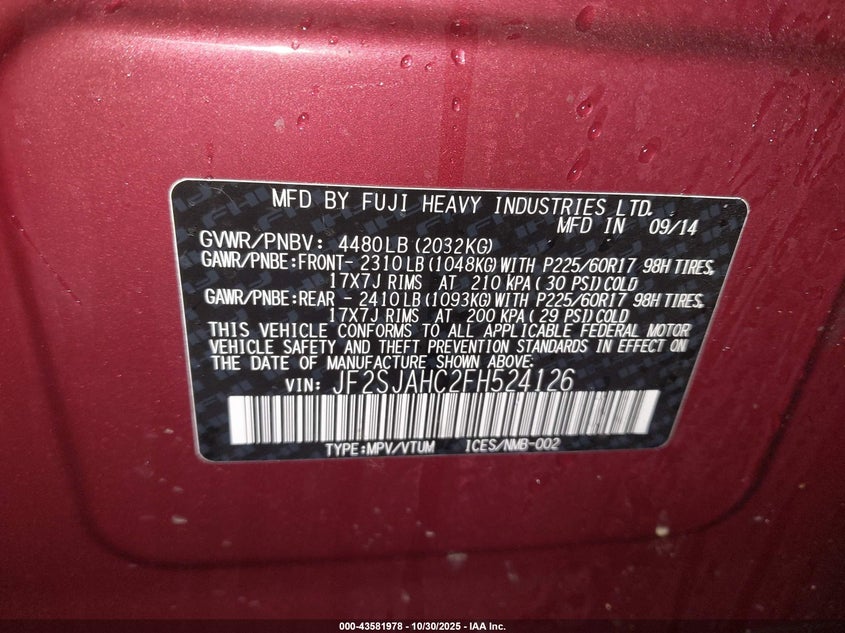 MFD BY FUJI HEAVY INDUSTRIES LTD.
MFD IN 09/14
GVWR/PNBV: 4480LB (2032KG)
GAWR/PNBE:FRONT- 2310LB (1048KG) WITH P225/60R17 98H TIRES,
17X7J RIMS AT 210 KPA ( 30 PSI) COLD
GAWR/PNBE:REAR - 2410LB (1093KG) WITH P225/60R17 98H TIRES,
17X7J RIMS AT 200 KPA ( 29 PSI) COLD
THIS VEHICLE CONFORMS TO ALL APPLICABLE FEDERAL MOTOR
VEHICLE SAFETY AND THEFT PREVENTION STANDARDS IN EFFECT ON
THE DATE OF MANUFACTURE SHOWN ABOVE.
VIN: JF2SJAHC2FH524126
TYPE:MPV/VTUM ICES/NMB-002
000-43581978 - 10/30/2025 - IAA Inc.